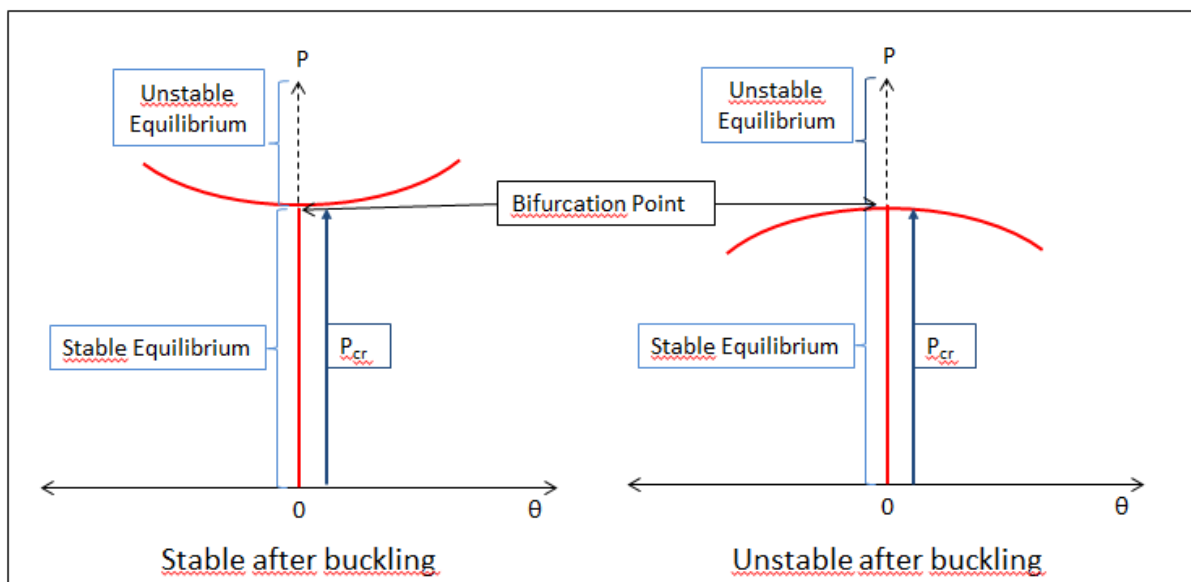 P
Unstable
Equilibrium
Bifurcation Point
Stable Equilibrium
Pcr
0
θ
Stable after buckling
P
Unstable
Equilibrium
Stable Equilibrium
Pcr
0
θ
Unstable after buckling